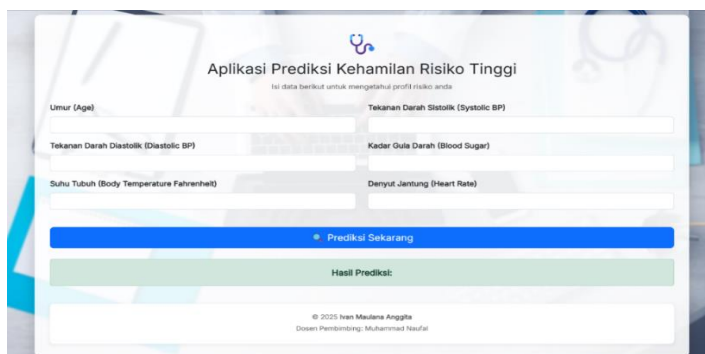 Aplikasi Prediksi Kehamilan Risiko Tinggi
Isi data berikut untuk mengetahui profil risiko anda
Umur (Age)
Tekanan Darah Sistolik (Systolic BP)
Tekanan Darah Diastolik (Diastolic BP)
Kadar Gula Darah (Blood Sugar)
Suhu Tubuh (Body Temperature Fahrenheit)
Denyut Jantung (Heart Rate)
Prediksi Sekarang
Hasil Prediksi:
© 2025 Ivan Maulana Anggita
Dosen Pembimbing: Muhammad Naufal